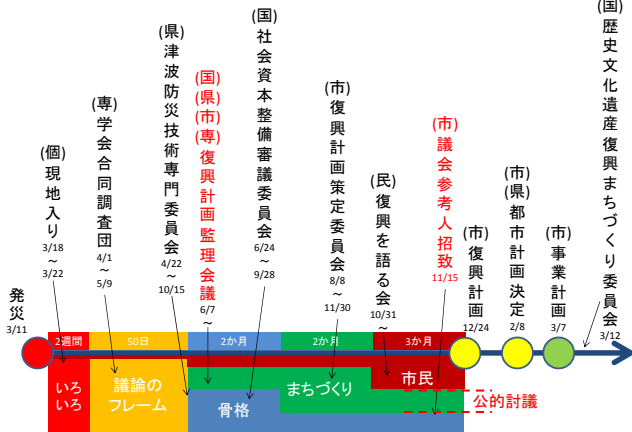 発災
3/11
(個)現地入り
3/18
～
3/22
(専)学会合同調査団
4/1
～
5/9
(県)津波防災技術専門委員会
4/22
～
10/15
(国)(県)(市)(専)復興計画監理会議
6/7
～
(国)社会資本整備審議委員会
6/24
～
9/28
(市)復興計画策定委員会
8/8
～
11/30
(民)復興を語る会
10/31
～
(市)議会参考人招致
11/15
(市)復興計画
12/24
(市)(県)都市計画決定
2/8
(市)事業計画
3/7
(国)歴史文化遺産復興まちづくり委員会
3/12
2週間
50日
2か月
2か月
3か月
いろ
いろ
議論の
フレーム
骨格
まちづくり
市民
公的討議